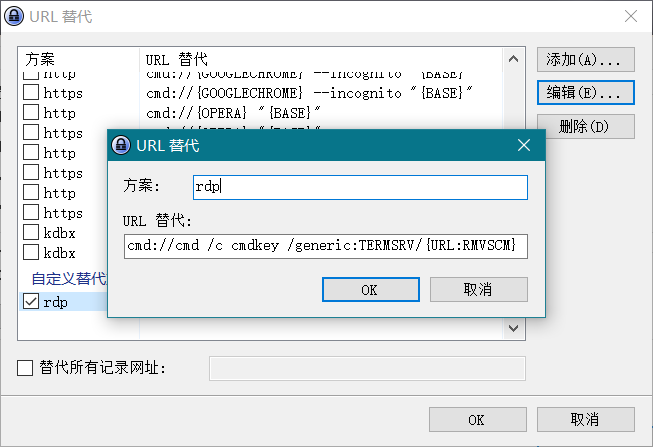 URL 替代
方案 URL 替代
http cmd://{GOOGLECHROME} --incognito "{BASE}"
https cmd://{GOOGLECHROME} --incognito "{BASE}"
http cmd://{OPERA} "{BASE}"
https
http
https
http
https
kdbx
kdbx
自定义替代
rdp
添加(A)...
编辑(E)...
删除(D)
URL 替代
方案:
rdp
URL 替代:
cmd://cmd /c cmdkey /generic:TERMSRV/{URL:RMVSCM}
OK 取消
替代所有记录网址:
OK 取消